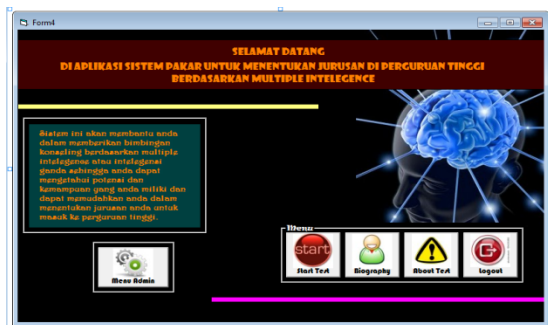 Form4
SELAMAT DATANG
DI APLIKASI SISTEM PAKAR UNTUK MENENTUKAN JURUSAN DI PERGURUAN TINGGI
BERDASARKAN MULTIPLE INTELEGENCE
Sistem ini akan membantu anda
dalam memberikan bimbingan
konseling berdasarkan multiple
intelegence atau intelegensi
ganda sehingga anda dapat
mengetahui potensi dan
kemampuan yang anda miliki dan
dapat memudahkan anda dalam
menentukan jurusan anda untuk
masuk ke perguruan tinggi.
Menu
start
Start Test
Biography
About Test
Logout
Menu Admin